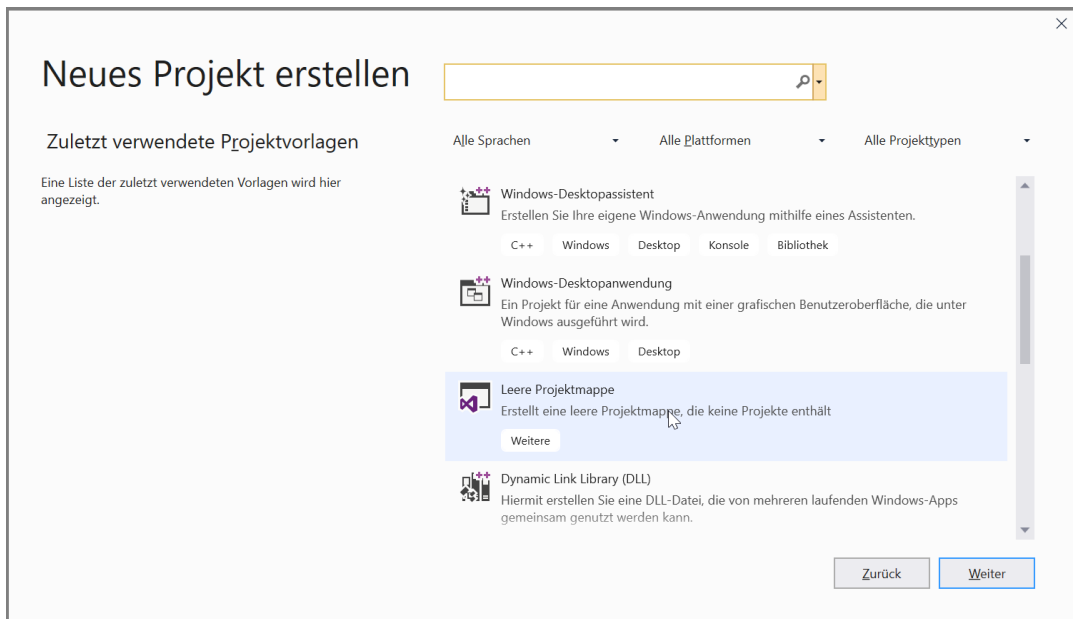 Neues Projekt erstellen
Zuletzt verwendete Projektvorlagen
Eine Liste der zuletzt verwendeten Vorlagen wird hier
angezeigt.
Alle Sprachen
Alle Plattformen
Alle Projekttypen
Windows-Desktopassistent
Erstellen Sie Ihre eigene Windows-Anwendung mithilfe eines Assistenten.
C++ Windows Desktop Konsole Bibliothek
Windows-Desktopanwendung
Ein Projekt für eine Anwendung mit einer grafischen Benutzeroberfläche, die unter
Windows ausgeführt wird.
C++ Windows Desktop
Leere Projektmappe
Erstellt eine leere Projektmappe, die keine Projekte enthält
Weitere
Dynamic Link Library (DLL)
Hiermit erstellen Sie eine DLL-Datei, die von mehreren laufenden Windows-Apps
gemeinsam genutzt werden kann.
Zurück
Weiter